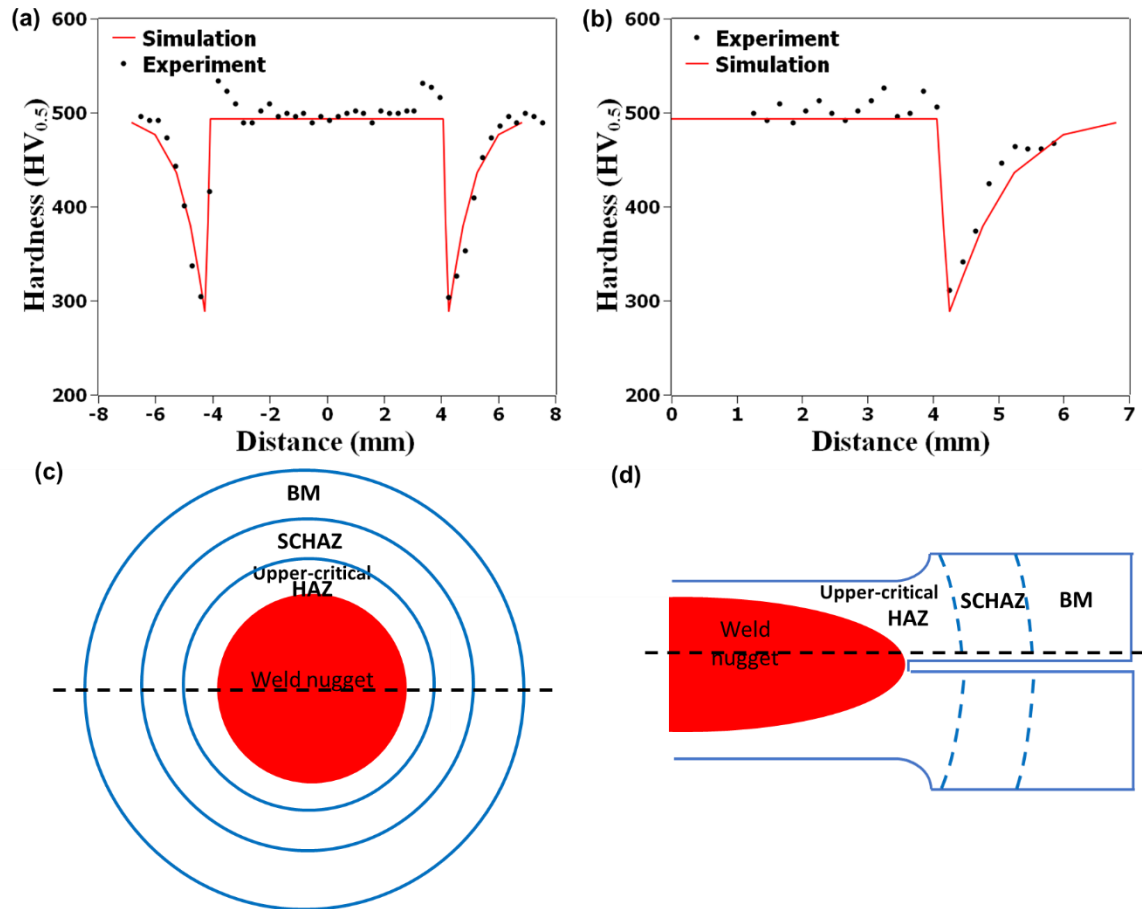 (a)
600
500
400
300
200
Hardness (HV0.5)
Simulation
Experiment
-8 -6 -4 -2 0 2 4 6 8
Distance (mm)
(b)
600
500
400
300
200
Hardness (HV0.5)
Experiment
Simulation
0 1 2 3 4 5 6 7
Distance (mm)
(c)
BM
SCHAZ
Upper-critical
HAZ
Weld nugget
(d)
Upper-critical
HAZ
SCHAZ
BM
Weld
nugget